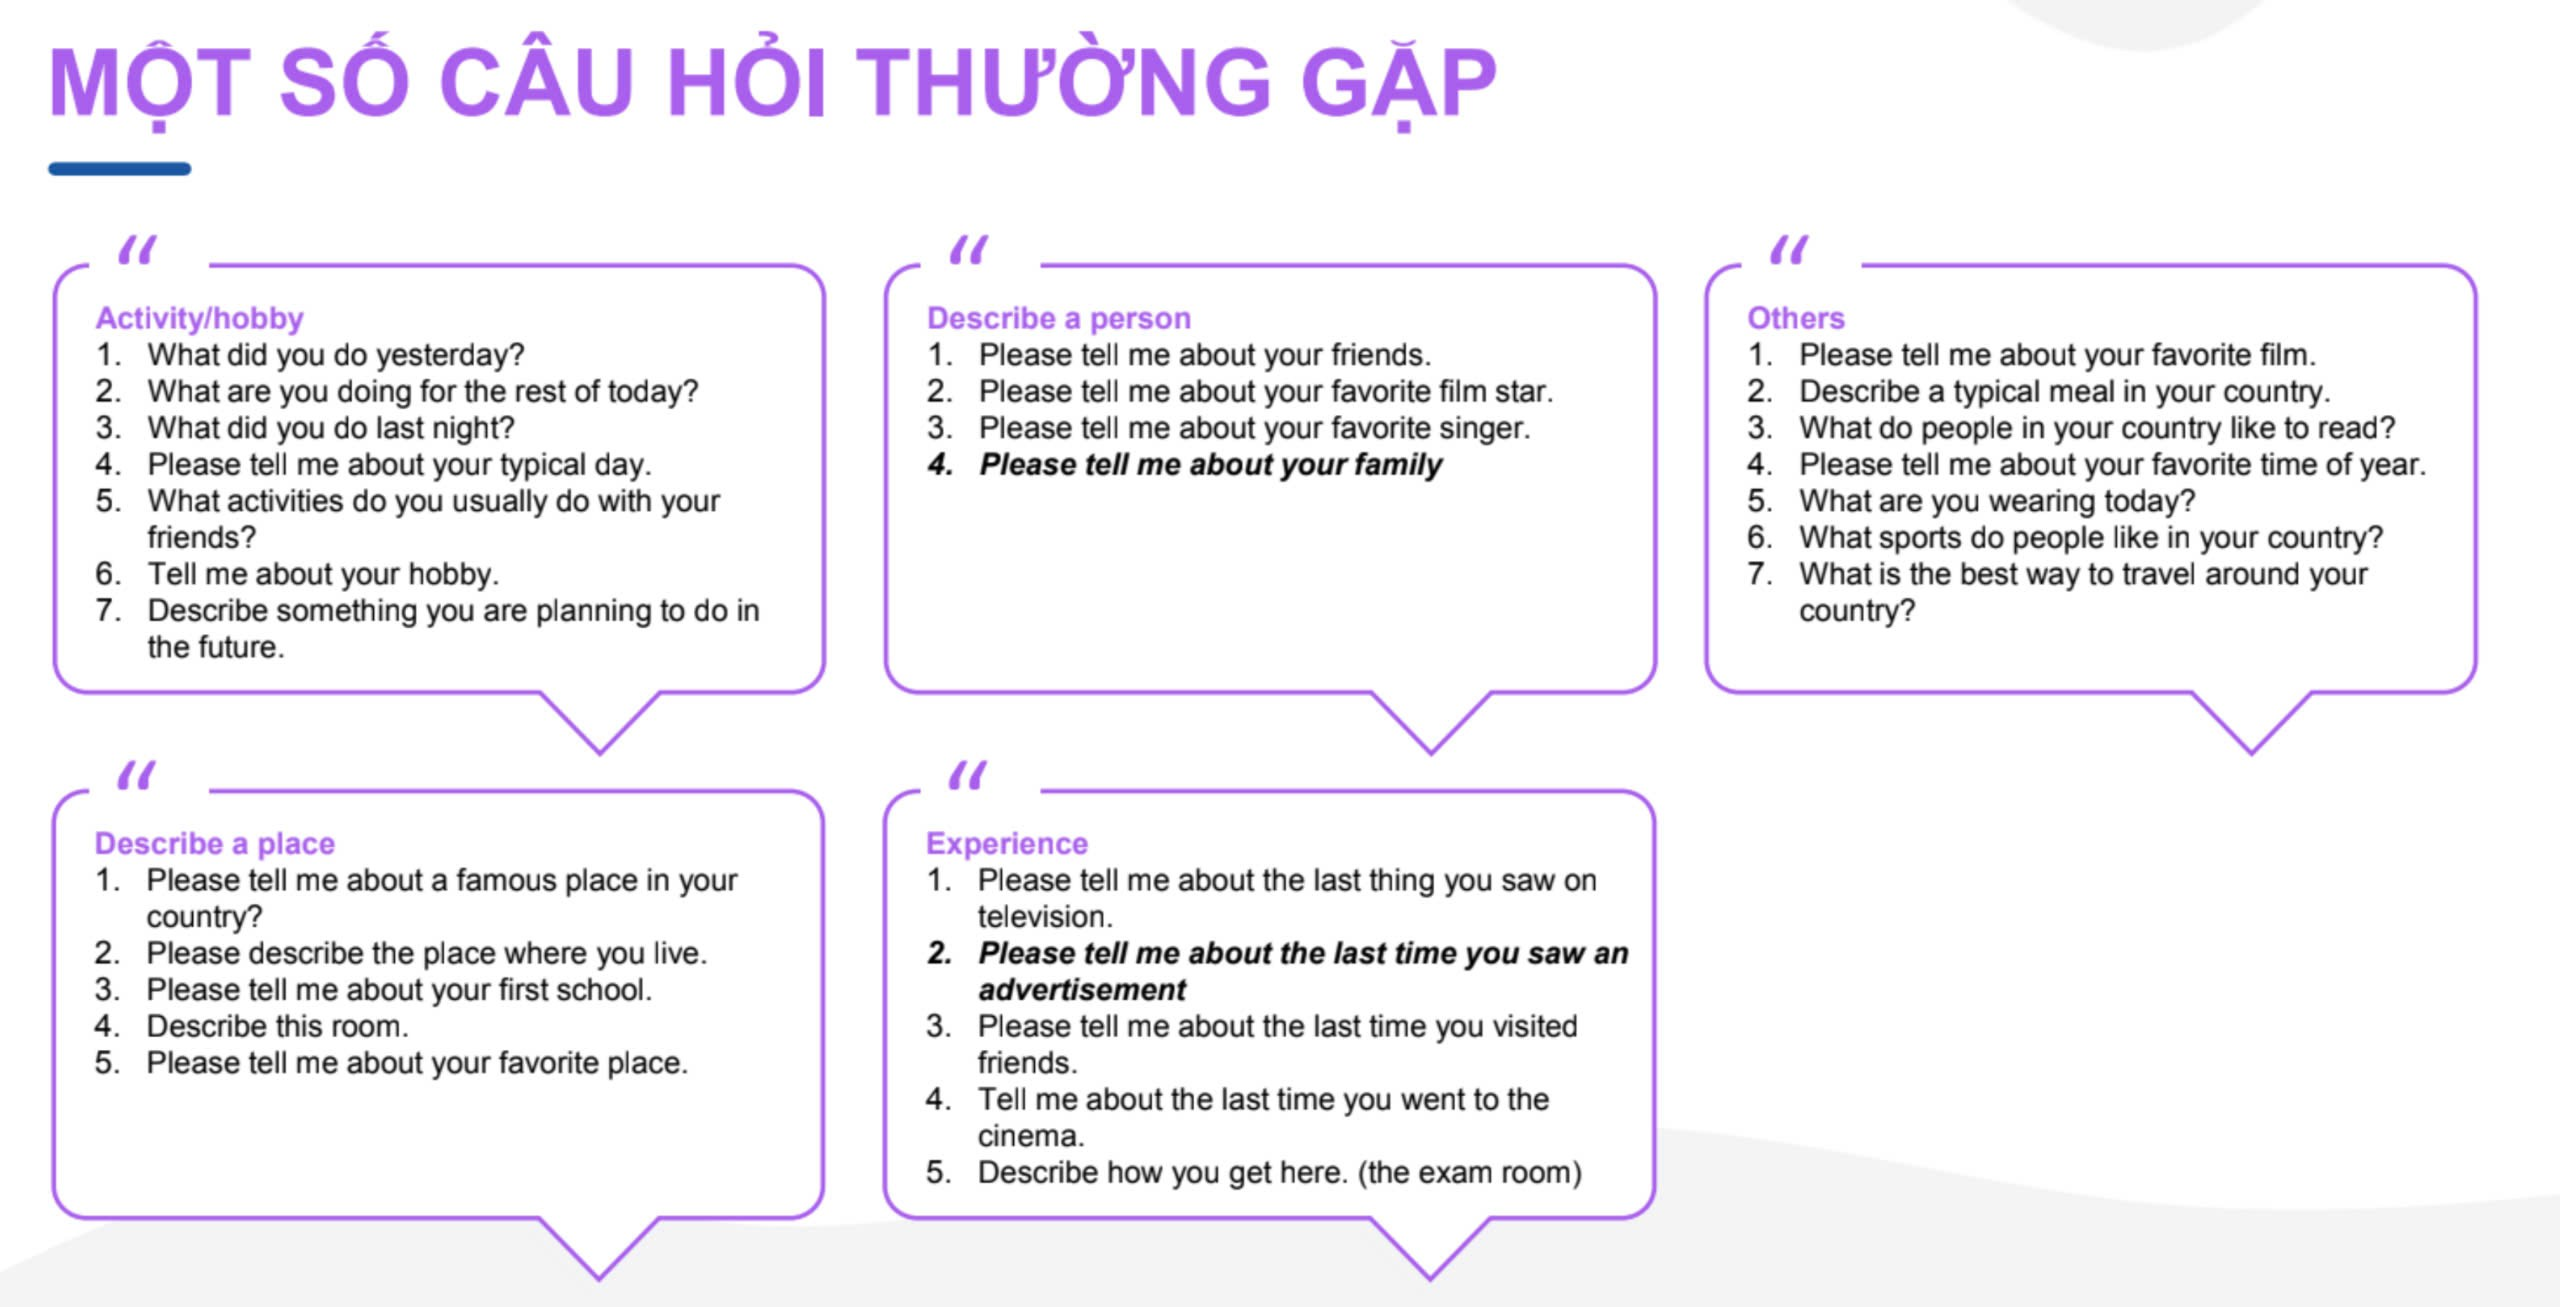 MỘT SỐ CÂU HỎI THƯỜNG GẶP
Activity/hobby
1. What did you do yesterday?
2. What are you doing for the rest of today?
3. What did you do last night?
4. Please tell me about your typical day.
5. What activities do you usually do with your
friends?
6. Tell me about your hobby.
7. Describe something you are planning to do in
the future.
Describe a person
1. Please tell me about your friends.
2. Please tell me about your favorite film star.
3. Please tell me about your favorite singer.
4. Please tell me about your family
Others
1. Please tell me about your favorite film.
2. Describe a typical meal in your country.
3. What do people in your country like to read?
4. Please tell me about your favorite time of year.
5. What are you wearing today?
6. What sports do people like in your country?
7. What is the best way to travel around your
country?
Describe a place
1. Please tell me about a famous place in your
country?
2. Please describe the place where you live.
3. Please tell me about your first school.
4. Describe this room.
5. Please tell me about your favorite place.
Experience
1. Please tell me about the last thing you saw on
television.
2. Please tell me about the last time you saw an
advertisement
3. Please tell me about the last time you visited
friends.
4. Tell me about the last time you went to the
cinema.
5. Describe how you get here. (the exam room)